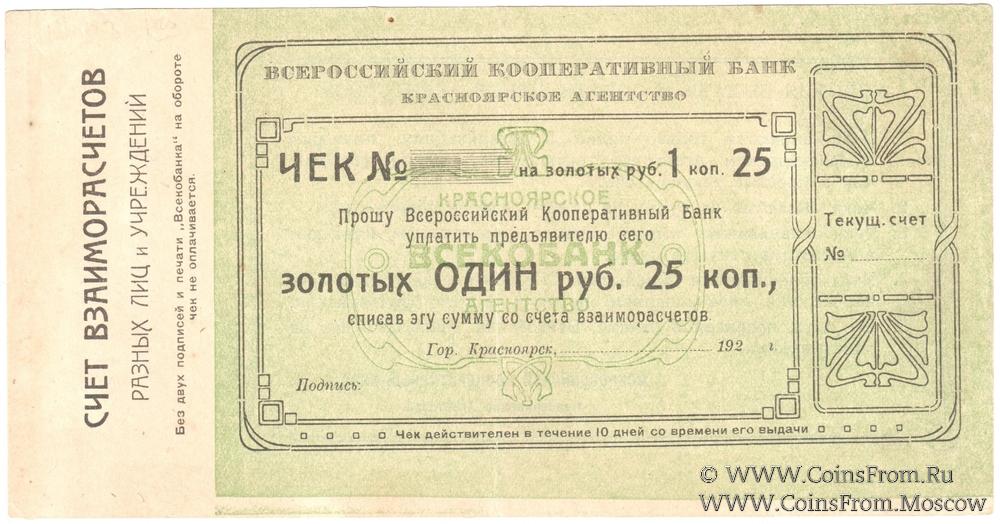 СЧЕТ ВЗАИМОРАСЧЕТОВ
РАЗНЫХ ЛИЦ и УЧРЕЖДЕНИЙ
Без двух подписей и печати „Всекобанка“ на обороте
чек не оплачивается.
ВСЕРОССИЙСКИЙ КООПЕРАТИВНЫЙ БАНК
КРАСНОЯРСКОЕ АГЕНТСТВО
ЧЕК № на золотых руб. 1 коп. 25
КРАСНОЯРСКОЕ
Прошу Всероссийский Кооперативный Банк
уплатить предъявителю сего
ВСЕКОБАНК
золотых ОДИН руб. 25 коп.,
АГЕНТСТВО
списав эгу сумму со счета взаиморасчетов.
Гор. Красноярск, 192 г.
Подпись:
Чек действителен в течение 10 дней со времени его выдачи
Текущ. счет
№
© WWW.CoinsFrom.Ru
WWW.CoinsFrom.Moscow